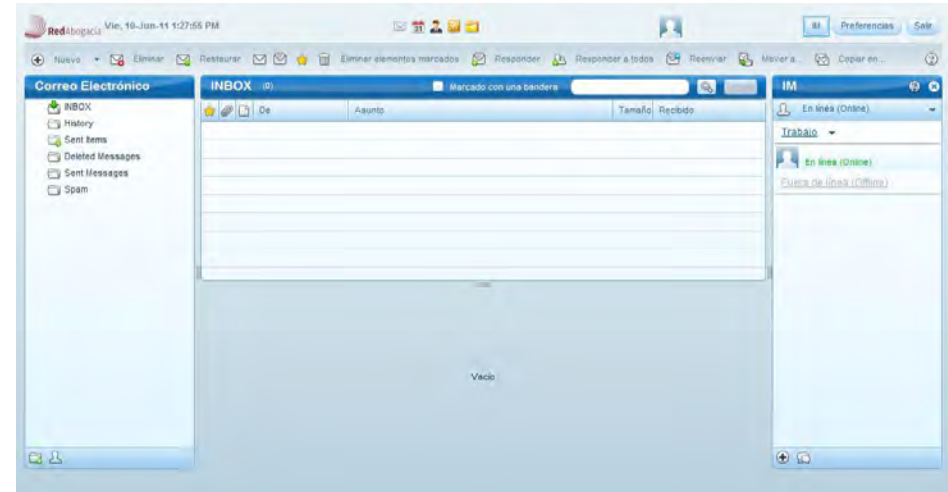 RedAbogacía Vie, 10-Jun-11 1:27:55 PM
31
IM Preferencias Salir
Nuevo Eliminar Restaurar Eliminar elementos marcados Responder Responder a todos Reenviar Mover a... Copiar en...
Correo Electrónico
INBOX
History
Sent Items
Deleted Messages
Sent Messages
Spam
INBOX (0) Marcado con una bandera
De Asunto Tamaño Recibido
Vacío
IM
En línea (Online)
Trabajo
En línea (Online)
Fuera de línea (Offline)